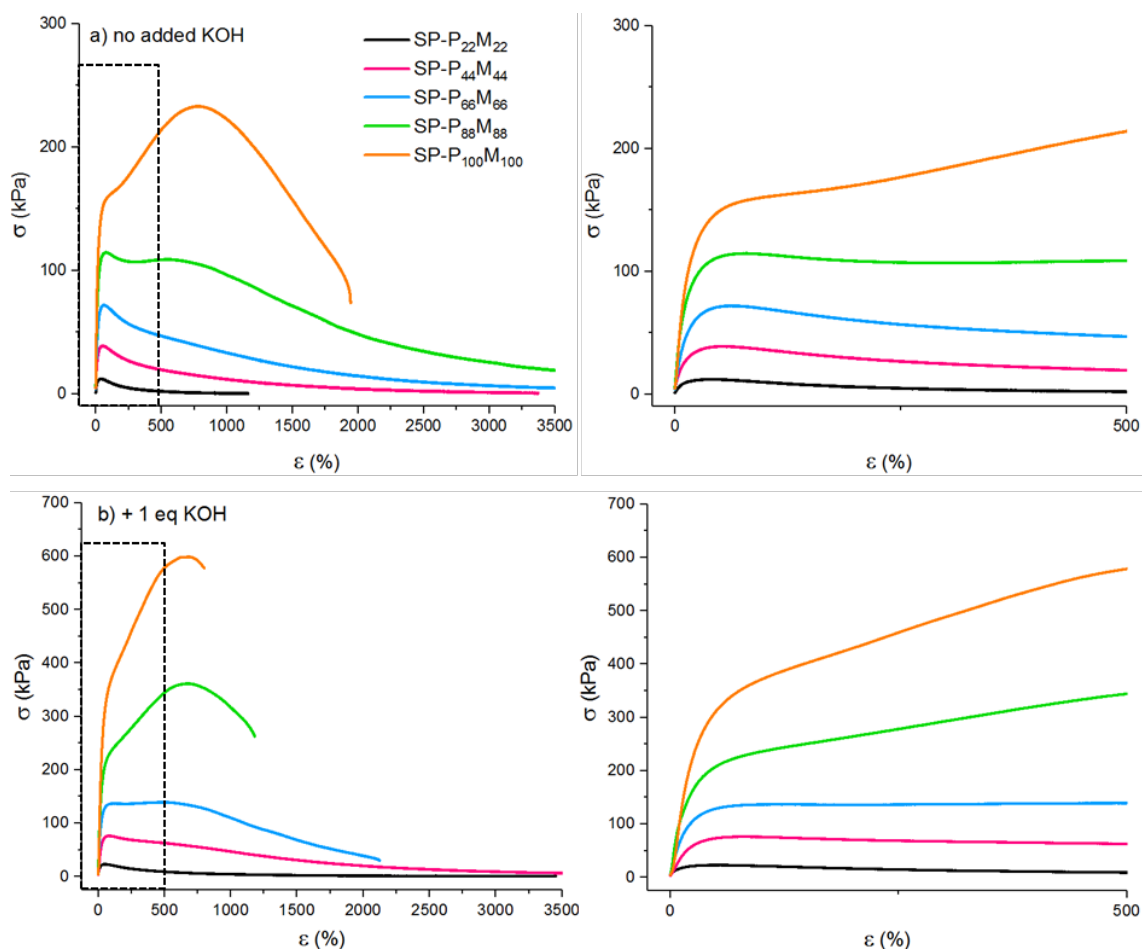 a) no added KOH
SP-P₂₂M₂₂
SP-P₄₄M₄₄
SP-P₆₆M₆₆
SP-P₈₈M₈₈
SP-P₁₀₀M₁₀₀
300
200
100
0
σ (kPa)
0 500 1000 1500 2000 2500 3000 3500
ε (%)
300
200
100
0
σ (kPa)
0 500
ε (%)
b) + 1 eq KOH
700
600
500
400
300
200
100
0
σ (kPa)
0 500 1000 1500 2000 2500 3000 3500
ε (%)
700
600
500
400
300
200
100
0
σ (kPa)
0 500
ε (%)